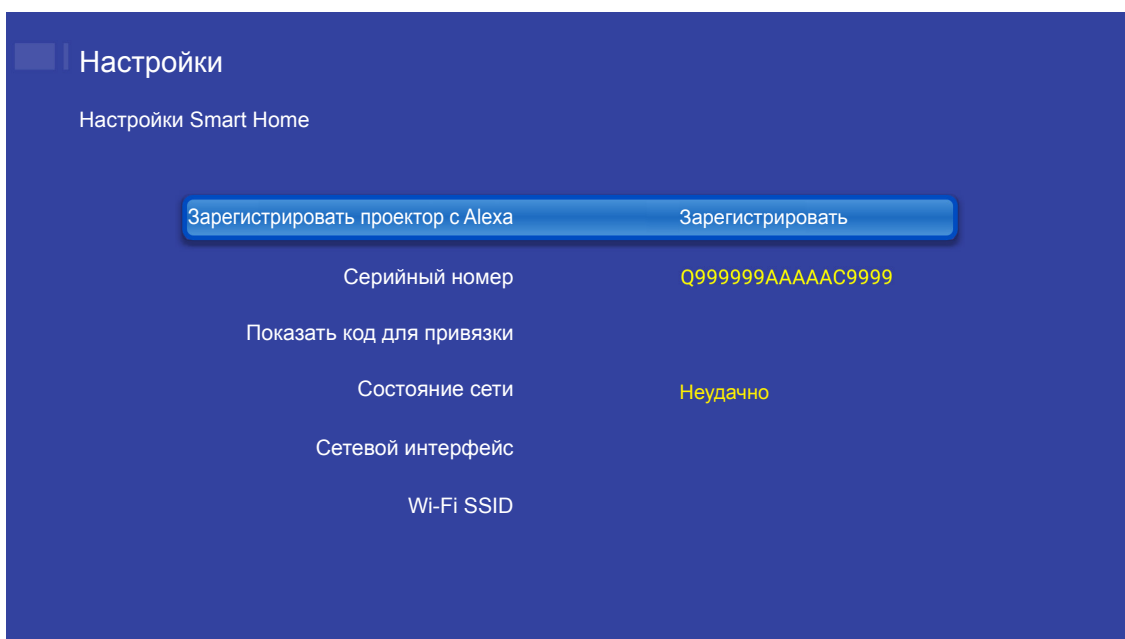 Настройки
Настройки Smart Home
Зарегистрировать проектор с Alexa Зарегистрировать
Серийный номер Q999999AAAAAC9999
Показать код для привязки
Состояние сети Неудачно
Сетевой интерфейс
Wi-Fi SSID